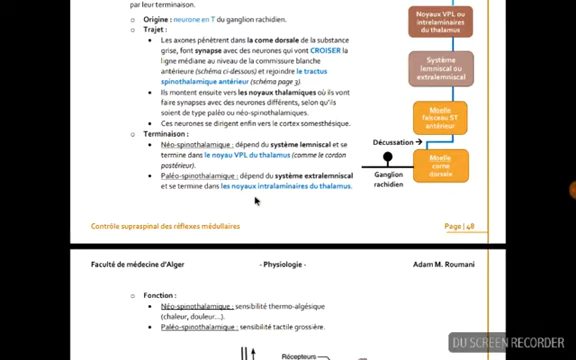 par leur terminaison.
o Origine : neurone en T du ganglion rachidien.
o Trajet :
• Les axones pénètrent dans la corne dorsale de la substance
grise, font synapse avec des neurones qui vont CROISER la
ligne médiane au niveau de la commissure blanche
antérieure (schéma ci-dessous) et rejoindre le tractus
spinothalamique antérieur (schéma page 3).
• Ils montent ensuite vers les noyaux thalamiques où ils vont
faire synapses avec des neurones différents, selon qu'ils
soient de type paléo ou néo-spinothalamiques.
• Ces neurones se dirigent enfin vers le cortex somesthésique.
o Terminaison :
• Néo-spinothalamique : dépend du système lemniscal et se
termine dans le noyau VPL du thalamus (comme le cordon
postérieur).
• Paléo-spinothalamique : dépend du système extralemniscal
et se termine dans les noyaux intralaminaires du thalamus.
Noyaux VPL ou
intrelaminaires
du thalamus
Système
lemniscal ou
extralemniscal
Moelle
faisceau ST
antérieur
Décussation
Moelle
corne
dorsale
Ganglion
rachidien
Contrôle supraspinal des réflexes médullaires
Page | 48
Faculté de médecine d'Alger
- Physiologie -
Adam M. Roumani
o Fonction :
• Néo-spinothalamique : sensibilité thermo-algésique
(chaleur, douleur...).
• Paléo-spinothalamique : sensibilité tactile grossière.
Récepteurs
DU SCREEN RECORDER